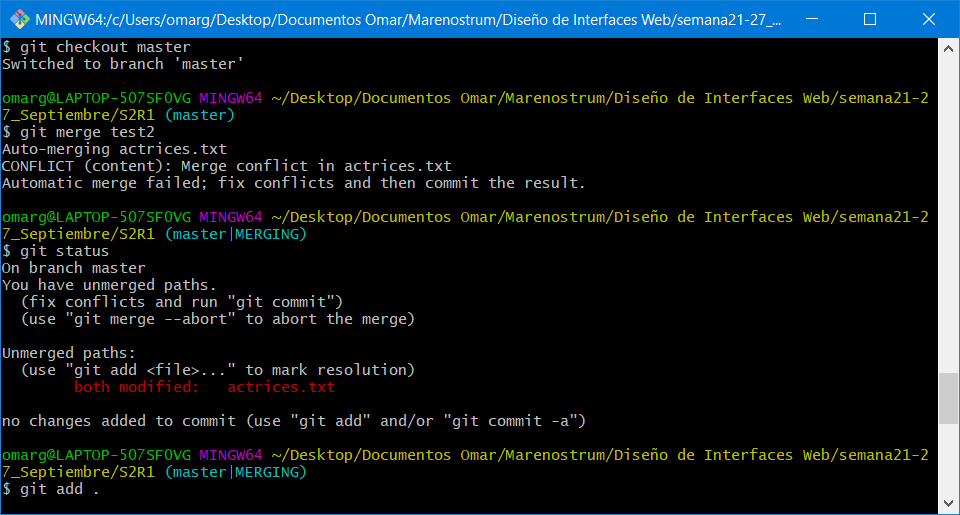 MINGW64:/c/Users/omarg/Desktop/Documentos Omar/Marenostrum/Diseño de Interfaces Web/semana21-27_...
$ git checkout master
Switched to branch 'master'
omarg@LAPTOP-507SF0VG MINGW64 ~/Desktop/Documentos Omar/Marenostrum/Diseño de Interfaces Web/semana21-2
7_Septiembre/S2R1 (master)
$ git merge test2
Auto-merging actrices.txt
CONFLICT (content): Merge conflict in actrices.txt
Automatic merge failed; fix conflicts and then commit the result.
omarg@LAPTOP-507SF0VG MINGW64 ~/Desktop/Documentos Omar/Marenostrum/Diseño de Interfaces Web/semana21-2
7_Septiembre/S2R1 (master|MERGING)
$ git status
On branch master
You have unmerged paths.
  (fix conflicts and run "git commit")
  (use "git merge --abort" to abort the merge)
Unmerged paths:
  (use "git add <file>..." to mark resolution)
        both modified:   actrices.txt
no changes added to commit (use "git add" and/or "git commit -a")
omarg@LAPTOP-507SF0VG MINGW64 ~/Desktop/Documentos Omar/Marenostrum/Diseño de Interfaces Web/semana21-2
7_Septiembre/S2R1 (master|MERGING)
$ git add .